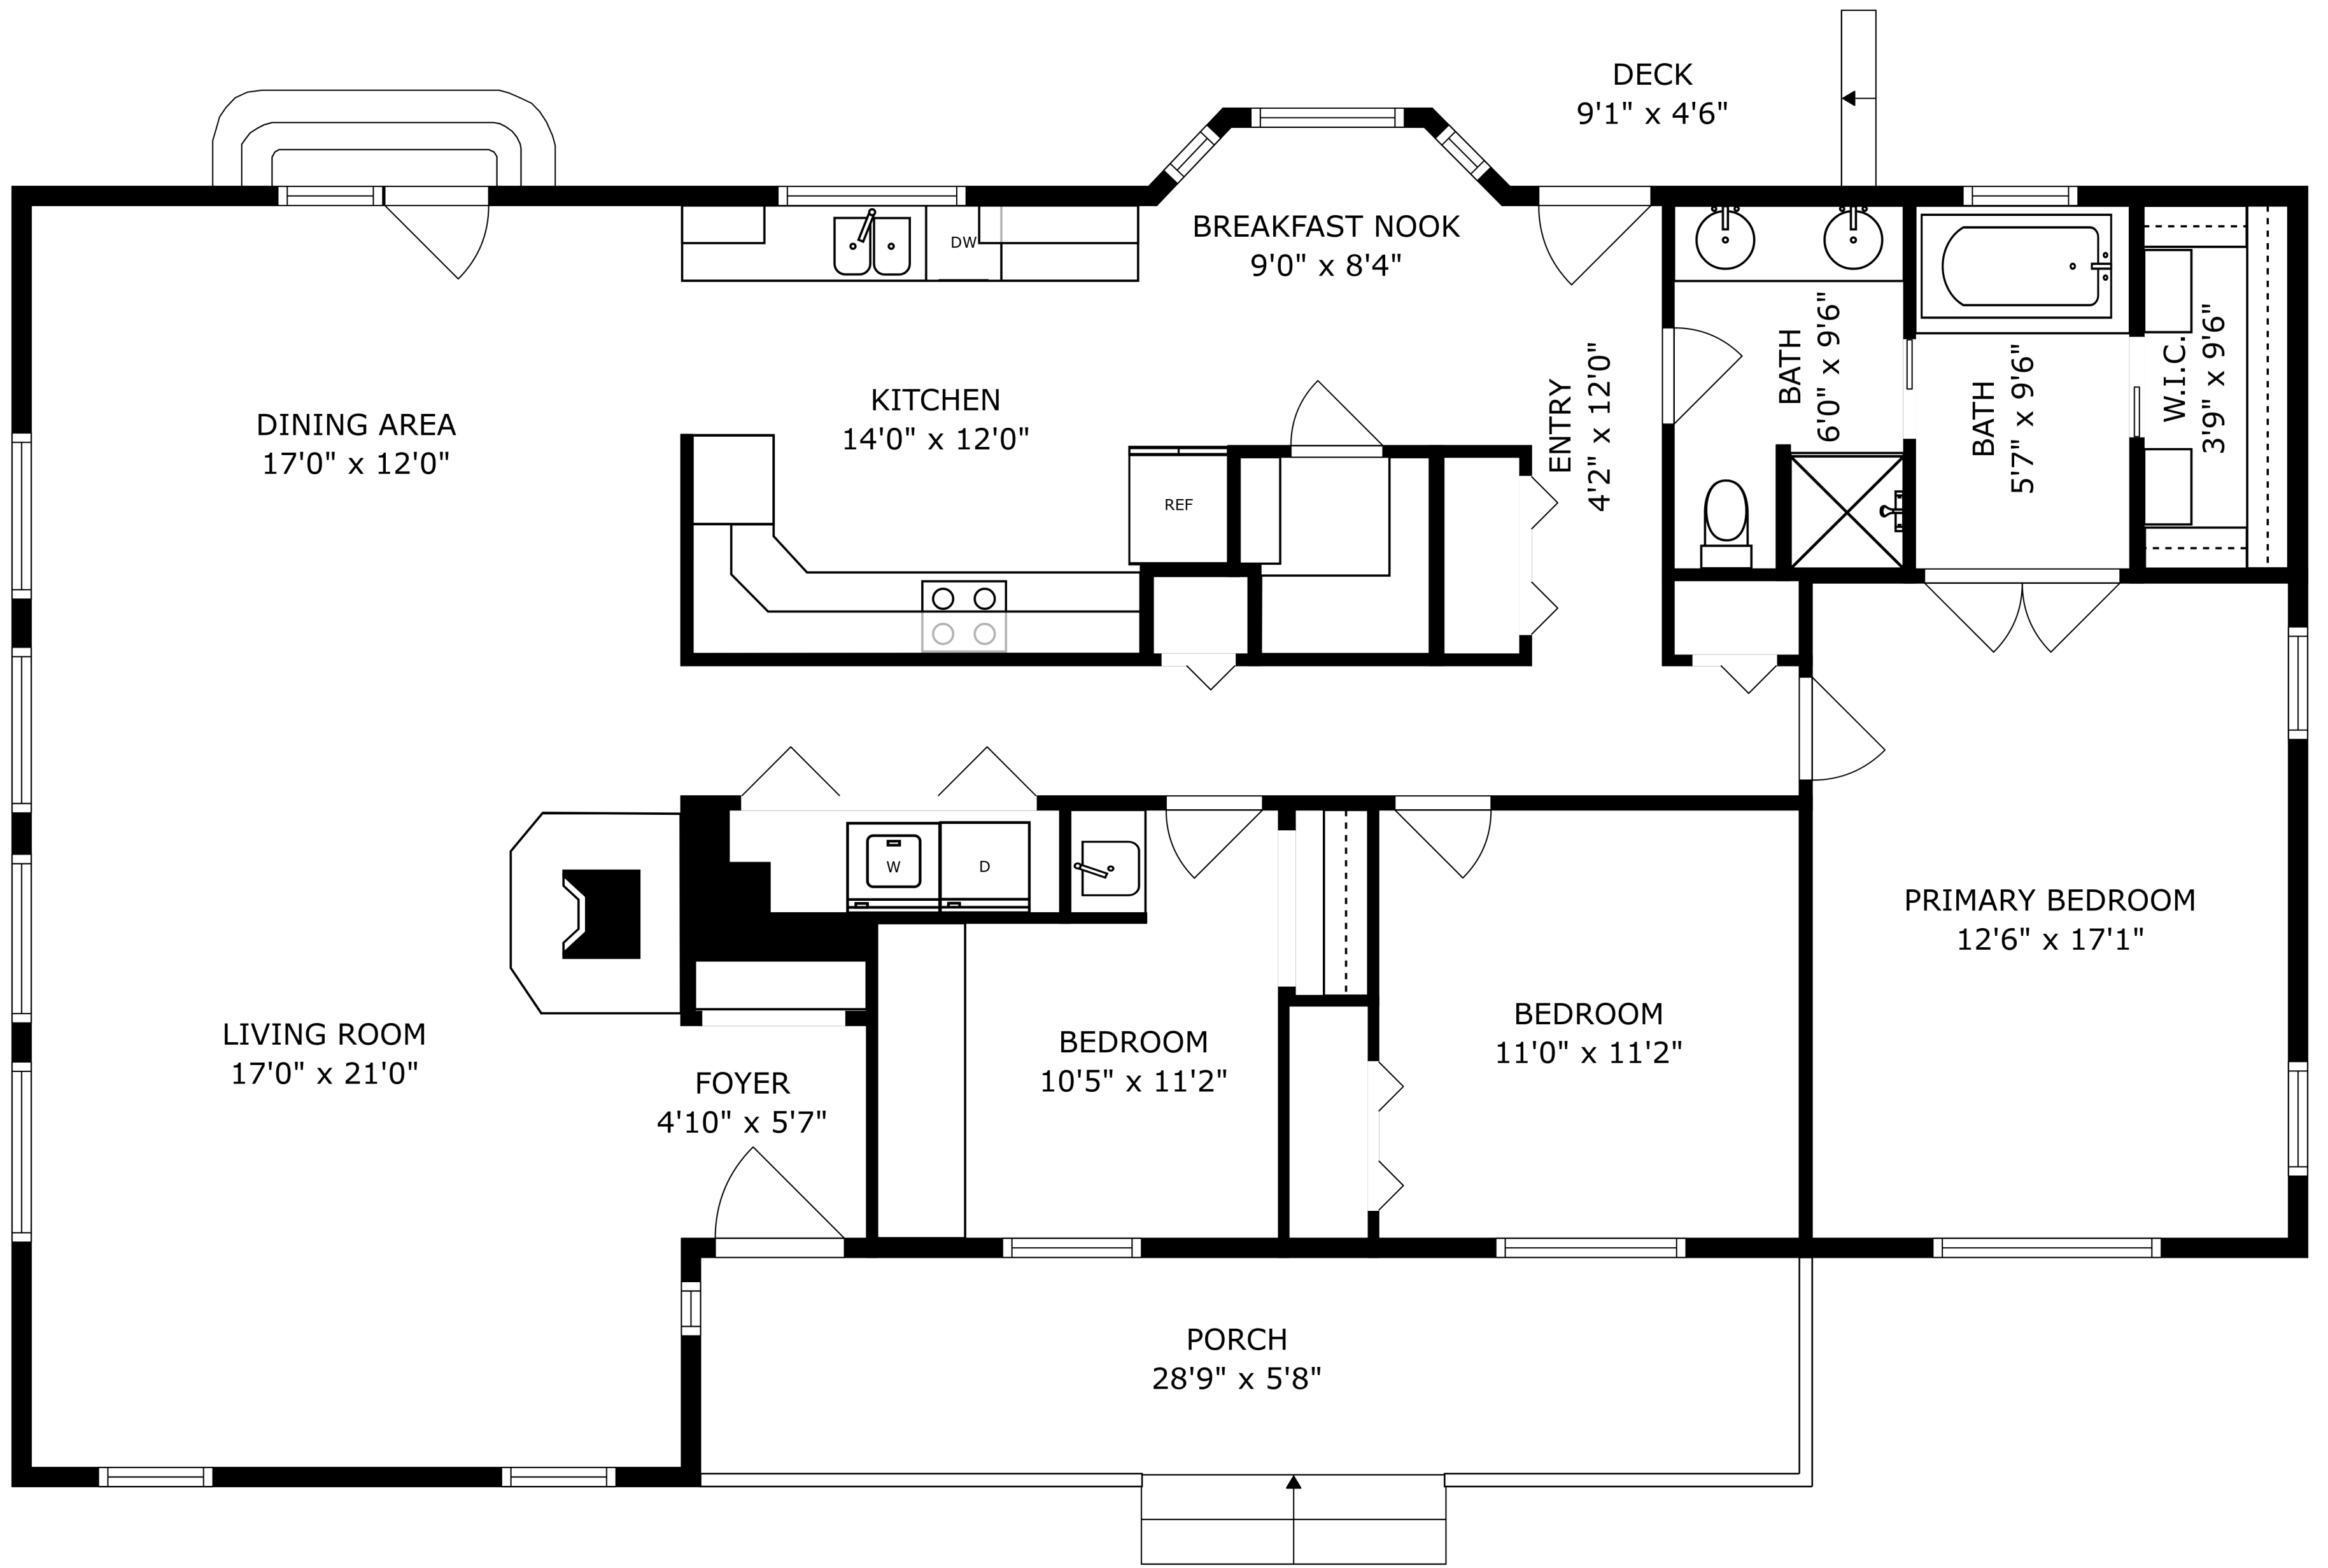 DECK
9'1" x 4'6"
BREAKFAST NOOK
9'0" x 8'4"
DW
KITCHEN
14'0" x 12'0"
DINING AREA
17'0" x 12'0"
REF
ENTRY
4'2" x 12'0"
BATH
6'0" x 9'6"
BATH
5'7" x 9'6"
W.I.C.
3'9" x 9'6"
W
D
PRIMARY BEDROOM
12'6" x 17'1"
LIVING ROOM
17'0" x 21'0"
FOYER
4'10" x 5'7"
BEDROOM
10'5" x 11'2"
BEDROOM
11'0" x 11'2"
PORCH
28'9" x 5'8"